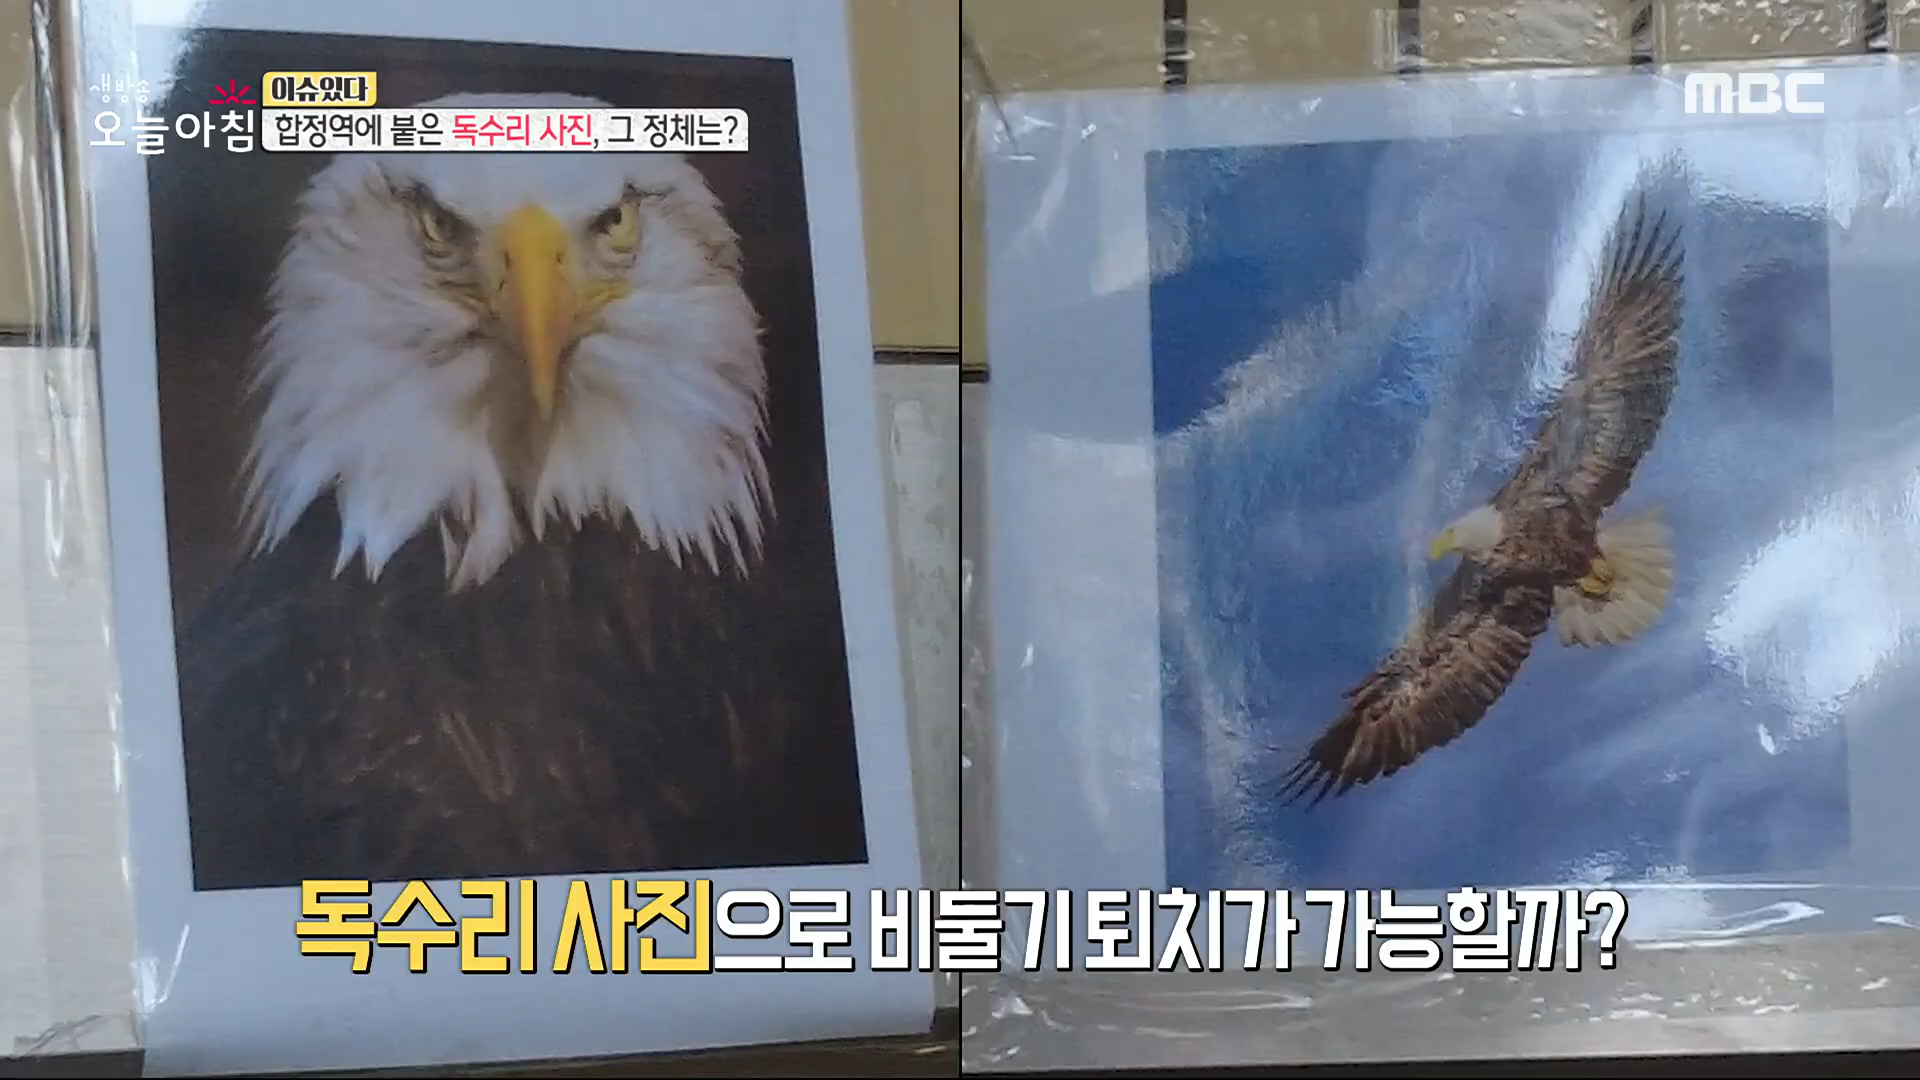 생방송
오늘아침
이슈있다
합정역에 붙은 독수리 사진, 그 정체는?
MBC
독수리 사진으로 비둘기 퇴치가 가능할까?